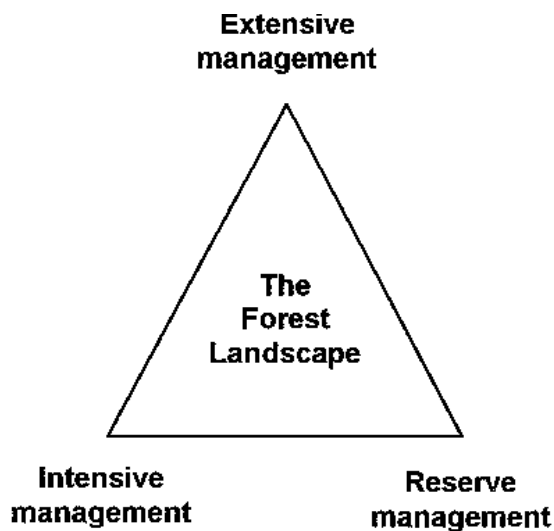 Extensive
management
The
Forest
Landscape
Intensive
management
Reserve
management